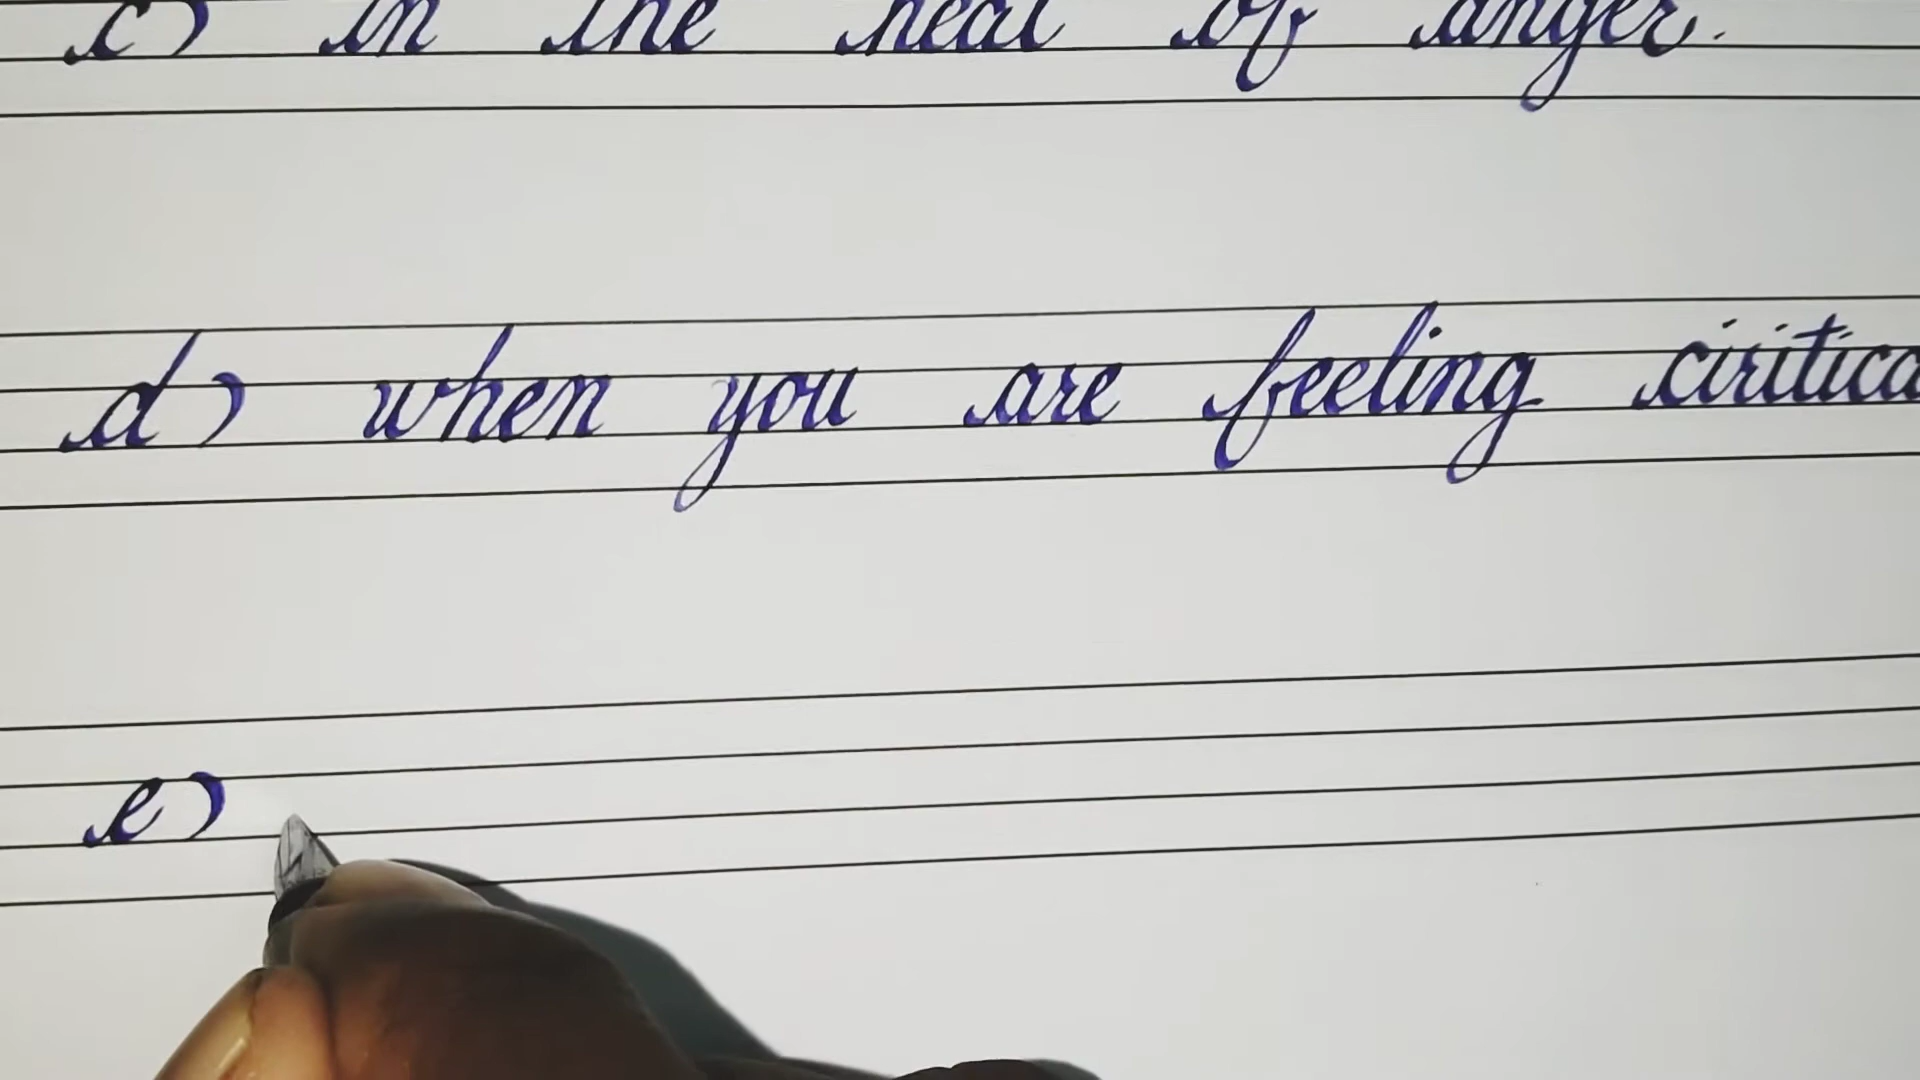 c) in the heat of anger.
d) when you are feeling ciritica
e)